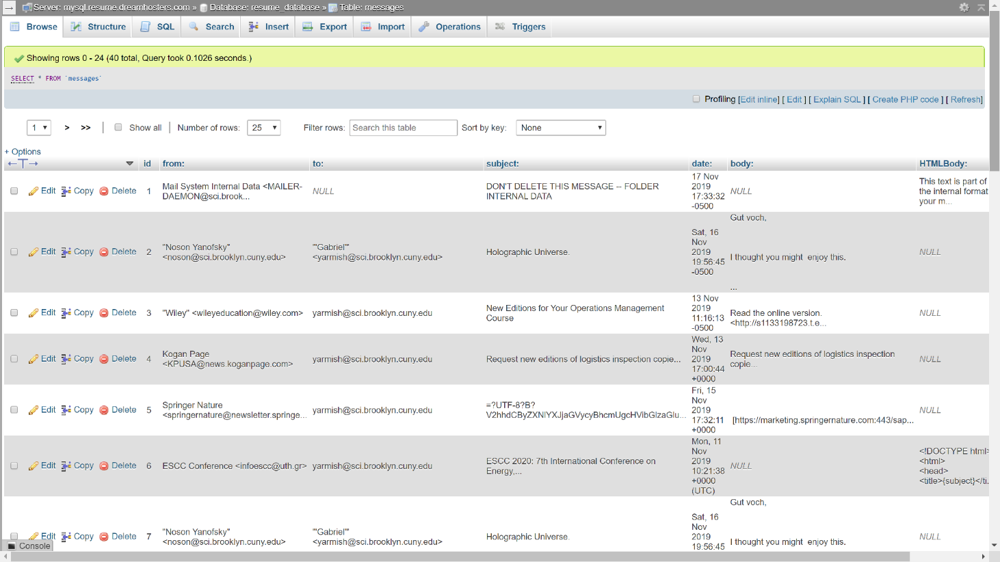 Server: mysql.resume.dreamhosters.com » Database: resume_database » Table: messages
Browse Structure SQL Search Insert Export Import Operations Triggers
Showing rows 0 - 24 (40 total, Query took 0.1026 seconds.)
SELECT * FROM `messages`
Profiling [Edit inline] [ Edit ] [ Explain SQL ] [ Create PHP code ] [ Refresh]
1 > >> Show all Number of rows: 25 Filter rows: Search this table Sort by key: None
+ Options
←T→ id from: to: subject: date: body: HTMLBody:
Edit Copy Delete 1
Mail System Internal Data <MAILER-
DAEMON@sci.brook...
NULL
DON'T DELETE THIS MESSAGE -- FOLDER
INTERNAL DATA
17 Nov
2019
17:33:32
-0500
NULL
This text is part of
the internal format
your m...
Edit Copy Delete 2
"Noson Yanofsky"
<noson@sci.brooklyn.cuny.edu>
"'Gabriel'"
<yarmish@sci.brooklyn.cuny.edu>
Holographic Universe.
Sat, 16
Nov
2019
19:56:45
-0500
Gut voch,
I thought you might  enjoy this.
...
NULL
Edit Copy Delete 3
"Wiley" <wileyeducation@wiley.com>
yarmish@sci.brooklyn.cuny.edu
New Editions for Your Operations Management
Course
13 Nov
2019
11:16:13
-0500
Read the online version.
<http://s1133198723.t.e...
NULL
Edit Copy Delete 4
Kogan Page
<KPUSA@news.koganpage.com>
yarmish@sci.brooklyn.cuny.edu
Request new editions of logistics inspection copie...
Wed, 13
Nov
2019
17:00:44
+0000
Request new editions of logistics inspection
copie...
NULL
Edit Copy Delete 5
Springer Nature
<springernature@newsletter.springe...
yarmish@sci.brooklyn.cuny.edu
=?UTF-8?B?
V2hhdCByZXNlYXJjaGVycyBhcmUgcHVibGlzaGlu...
Fri, 15
Nov
2019
17:32:11
+0000
[https://marketing.springernature.com:443/sap...
NULL
Edit Copy Delete 6
ESCC Conference <infoescc@uth.gr>
yarmish@sci.brooklyn.cuny.edu
ESCC 2020: 7th International Conference on
Energy,...
Mon, 11
Nov
2019
10:21:38
+0000
(UTC)
NULL
<!DOCTYPE html>
<html>
<head>
<title>{subject}</ti...
Edit Copy Delete 7
"Noson Yanofsky"
<noson@sci.brooklyn.cuny.edu>
"'Gabriel'"
<yarmish@sci.brooklyn.cuny.edu>
Holographic Universe.
Sat, 16
Nov
2019
19:56:45
Gut voch,
I thought you might  enjoy this.
NULL
Console